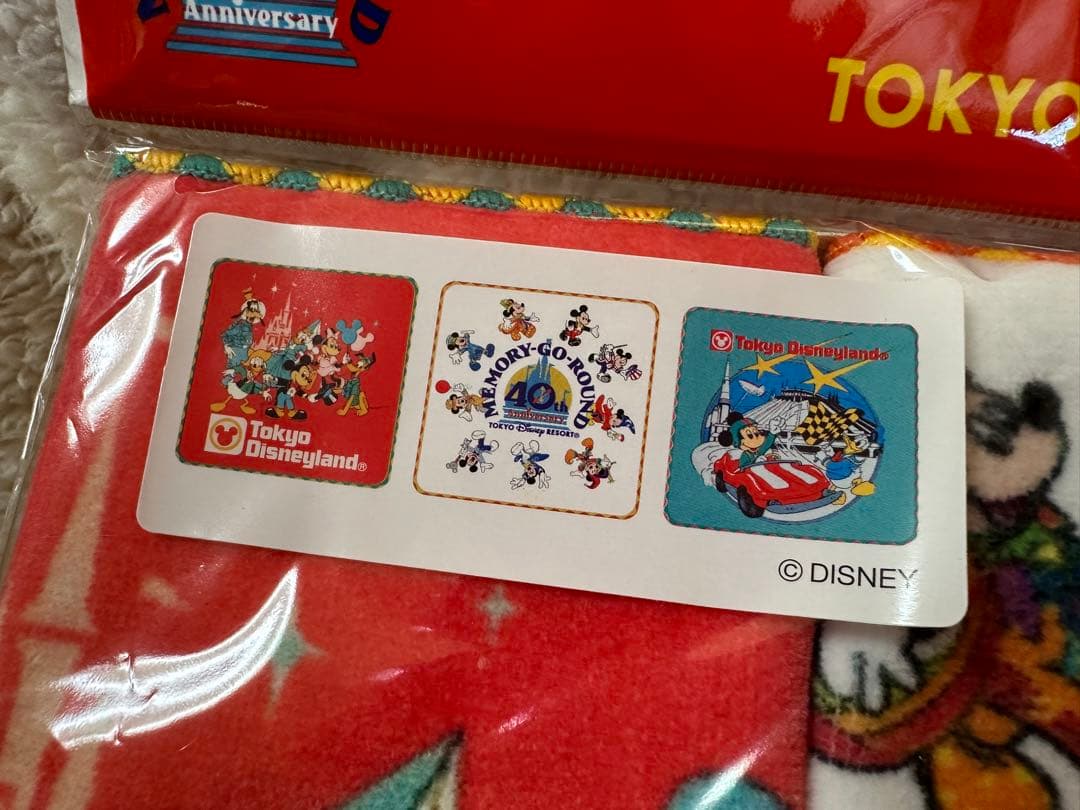 Anniversary
D
TOKYO
Tokyo
Disneyland®
MEMORY-GO-ROUND
40th
Anniversary
TOKYO Disney RESORT®
Tokyo Disneyland®
© DISNEY